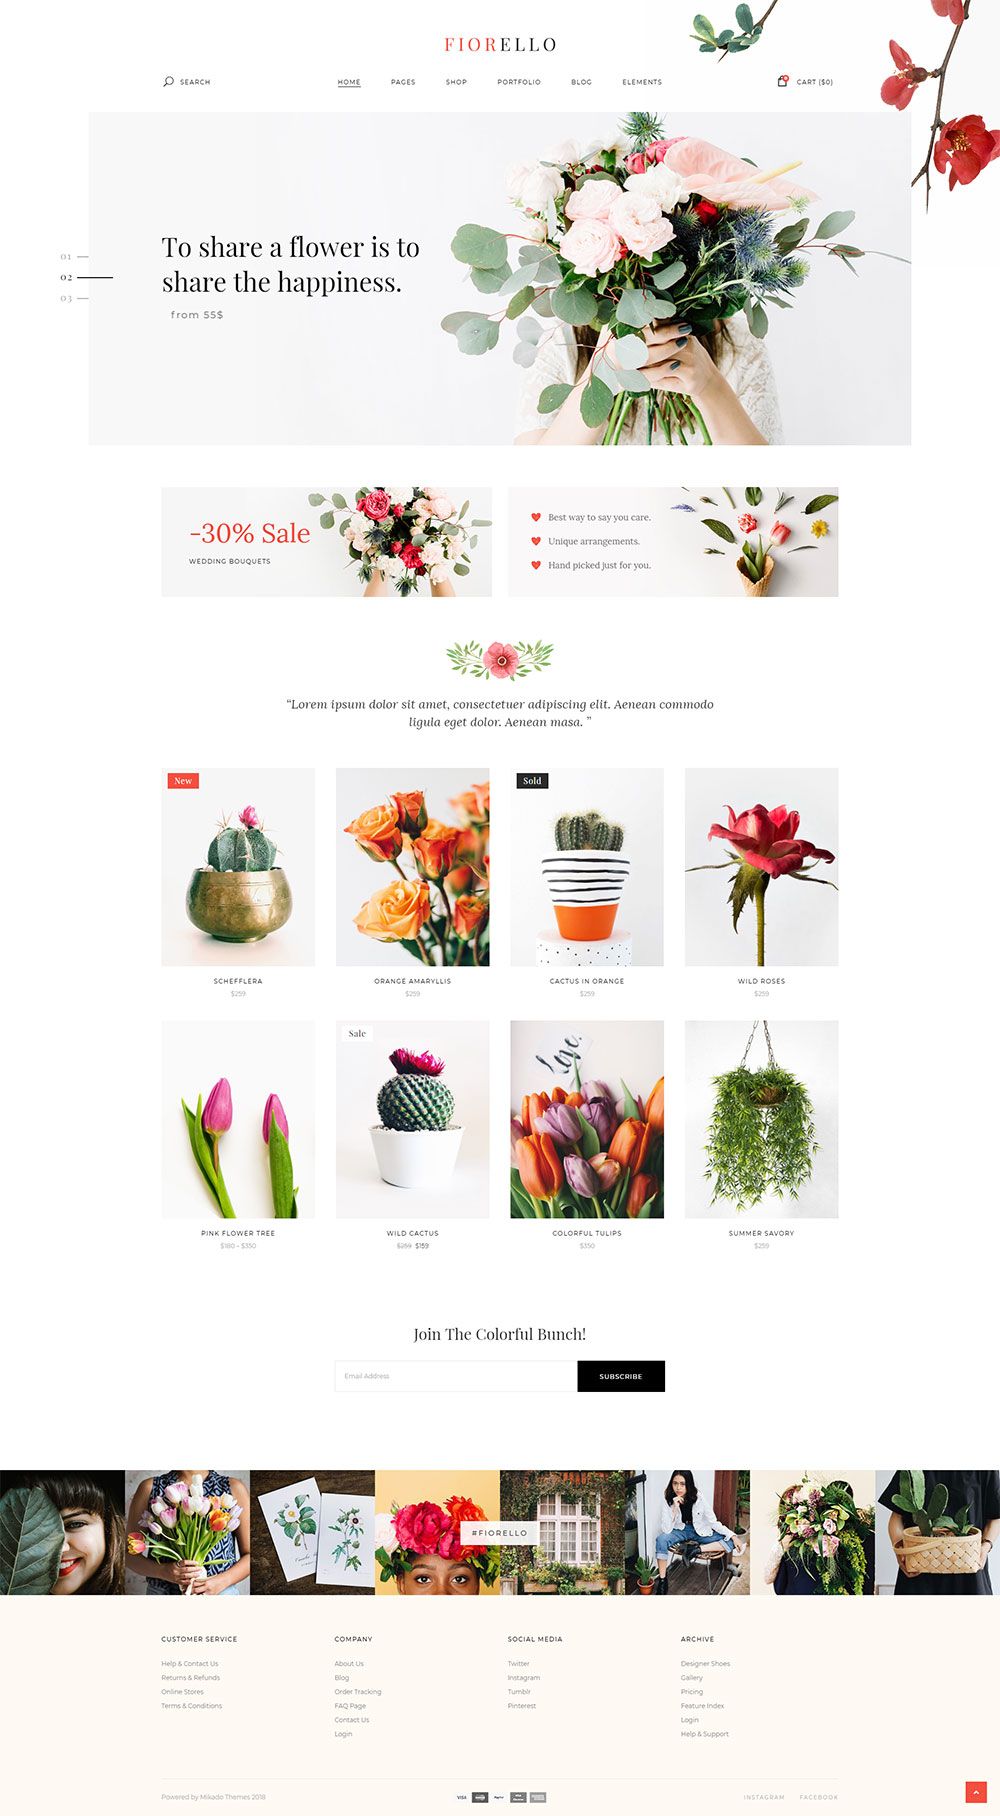 FIORELLO
SEARCH
HOME PAGES SHOP PORTFOLIO BLOG ELEMENTS
CART ($0)
01
02
03
To share a flower is to
share the happiness.
from 55$
-30% Sale
WEDDING BOUQUETS
Best way to say you care.
Unique arrangements.
Hand picked just for you.
“Lorem ipsum dolor sit amet, consectetuer adipiscing elit. Aenean commodo
ligula eget dolor. Aenean masa. ”
New
Sold
SCHEFFLERA
$259
ORANGE AMARYLLIS
$259
CACTUS IN ORANGE
$259
WILD ROSES
$259
Sale
Love,
PINK FLOWER TREE
$180 – $350
WILD CACTUS
$259 $159
COLORFUL TULIPS
$350
SUMMER SAVORY
$259
Join The Colorful Bunch!
Email Address
SUBSCRIBE
#FIORELLO
CUSTOMER SERVICE
Help & Contact Us
Returns & Refunds
Online Stores
Terms & Conditions
COMPANY
About Us
Blog
Order Tracking
FAQ Page
Contact Us
Login
SOCIAL MEDIA
Twitter
Instagram
Tumblr
Pinterest
ARCHIVE
Designer Shoes
Gallery
Pricing
Feature Index
Login
Help & Support
Powered by Mikado Themes 2018
VISA
PayPal
INSTAGRAM FACEBOOK